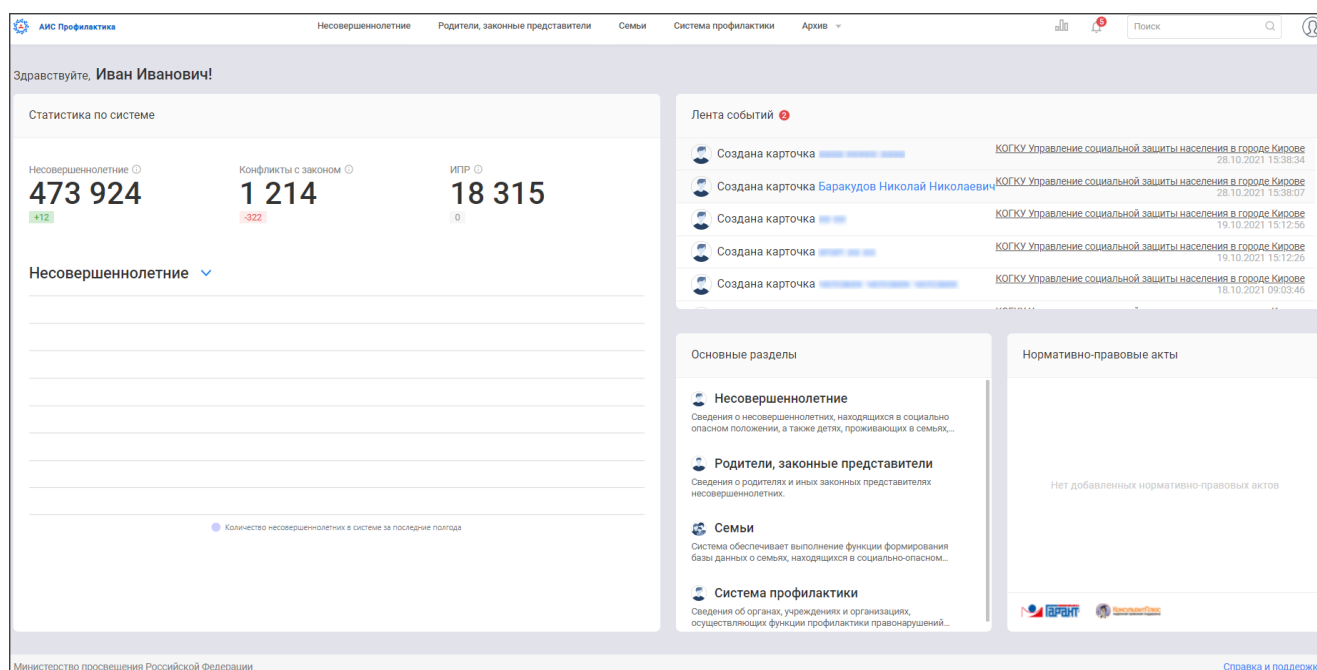 АИС Профилактика
Несовершеннолетние
Родители, законные представители
Семьи
Система профилактики
Архив
5
Поиск
Здравствуйте, Иван Иванович!
Статистика по системе
Несовершеннолетние
473 924
+12
Конфликты с законом
1 214
-322
ИПР
18 315
0
Несовершеннолетние
Количество несовершеннолетних в системе за последние полгода
Лента событий 2
Создана карточка
КОГКУ Управление социальной защиты населения в городе Кирове
28.10.2021 15:38:34
Создана карточка Баракудов Николай Николаевич
КОГКУ Управление социальной защиты населения в городе Кирове
28.10.2021 15:38:07
Создана карточка
КОГКУ Управление социальной защиты населения в городе Кирове
19.10.2021 15:12:56
Создана карточка
КОГКУ Управление социальной защиты населения в городе Кирове
19.10.2021 15:12:26
Создана карточка
КОГКУ Управление социальной защиты населения в городе Кирове
18.10.2021 09:03:46
Основные разделы
Несовершеннолетние
Сведения о несовершеннолетних, находящихся в социально
опасном положении, а также детях, проживающих в семьях,...
Родители, законные представители
Сведения о родителях и иных законных представителях
несовершеннолетних.
Семьи
Система обеспечивает выполнение функции формирования
базы данных о семьях, находящихся в социально-опасном...
Система профилактики
Сведения об органах, учреждениях и организациях,
осуществляющих функции профилактики правонарушений...
Нормативно-правовые акты
Нет добавленных нормативно-правовых актов
Гарант
КонсультантПлюс
Министерство просвещения Российской Федерации
Справка и поддержк